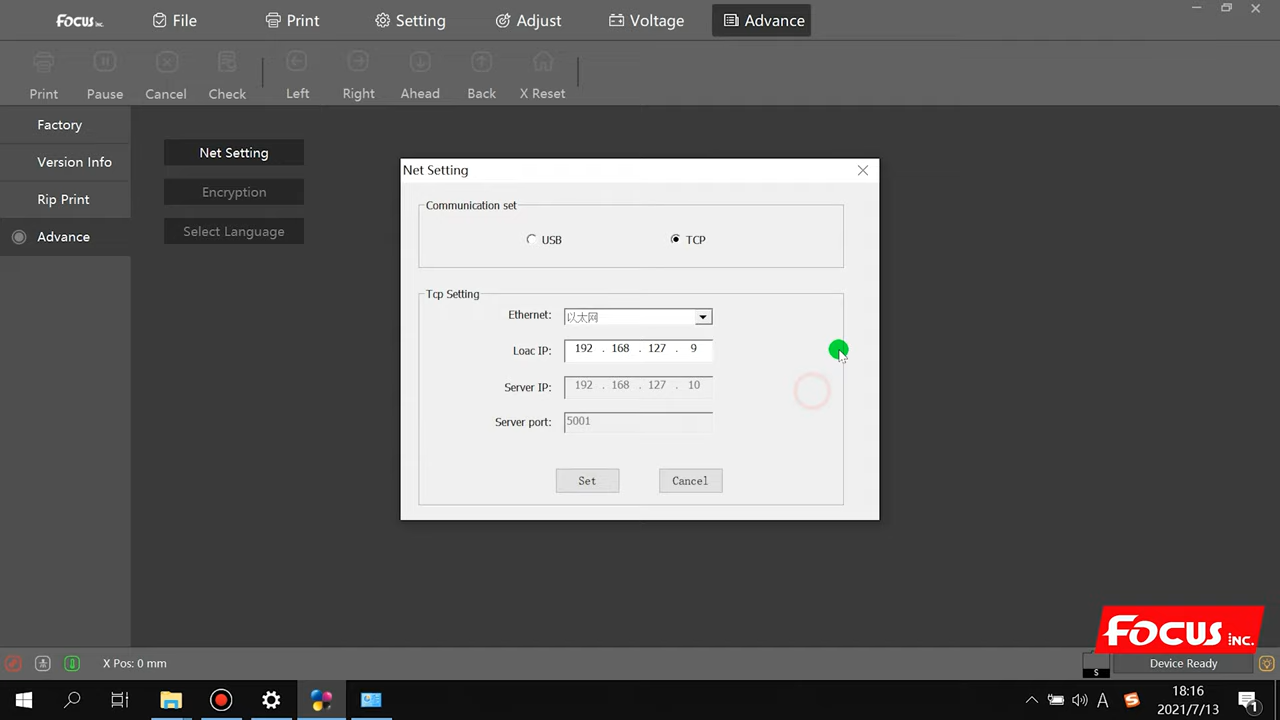 FOCUS INC. File Print Setting Adjust Voltage Advance
Print Pause Cancel Check Left Right Ahead Back X Reset
Factory
Version Info
Rip Print
Advance
Net Setting
Encryption
Select Language
Net Setting
Communication set
USB TCP
Tcp Setting
Ethernet: 以太网
Loac IP: 192 . 168 . 127 . 9
Server IP: 192 . 168 . 127 . 10
Server port: 5001
Set Cancel
FOCUS INC.
X Pos: 0 mm
S
Device Ready
A S
18:16
2021/7/13
1